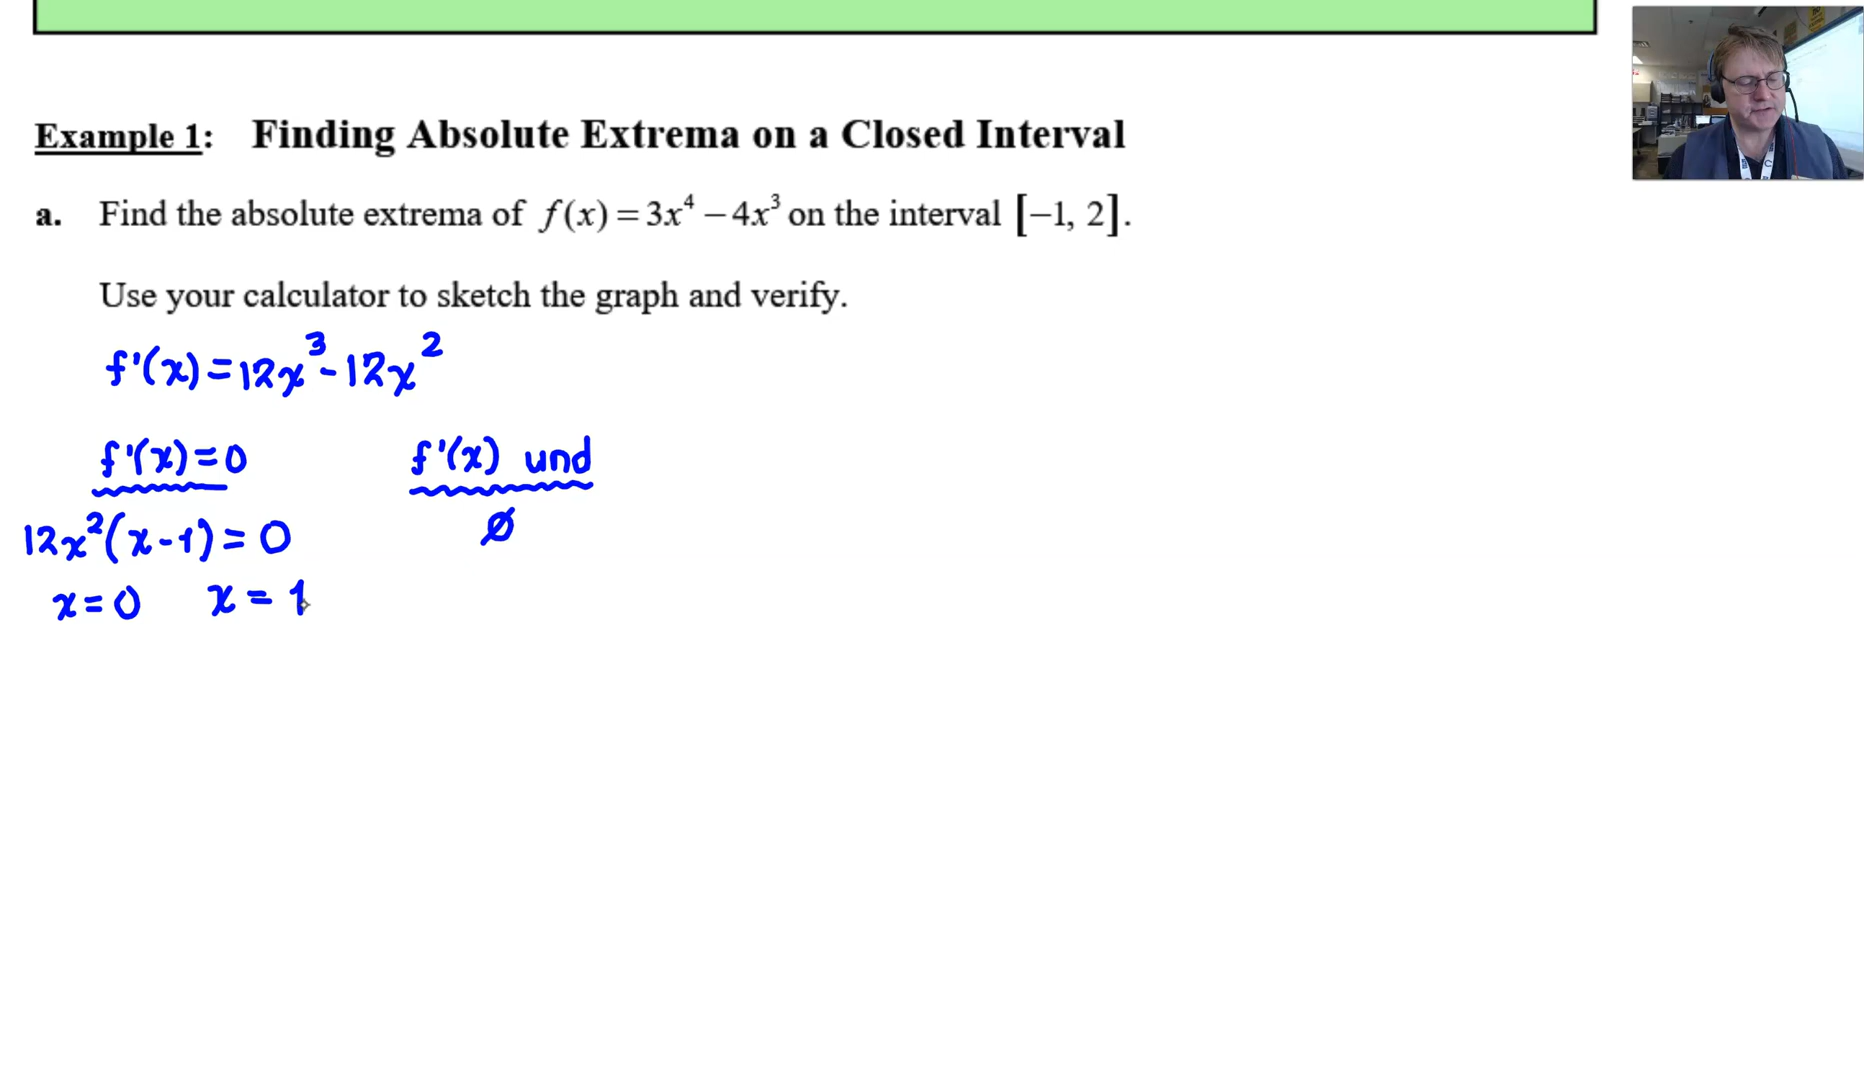 Example 1: Finding Absolute Extrema on a Closed Interval
a. Find the absolute extrema of f(x) = 3x⁴ − 4x³ on the interval [−1, 2].
Use your calculator to sketch the graph and verify.
f'(x) = 12x³ - 12x²
f'(x) = 0 f'(x) und
12x²(x-1) = 0 ∅
x = 0 x = 1